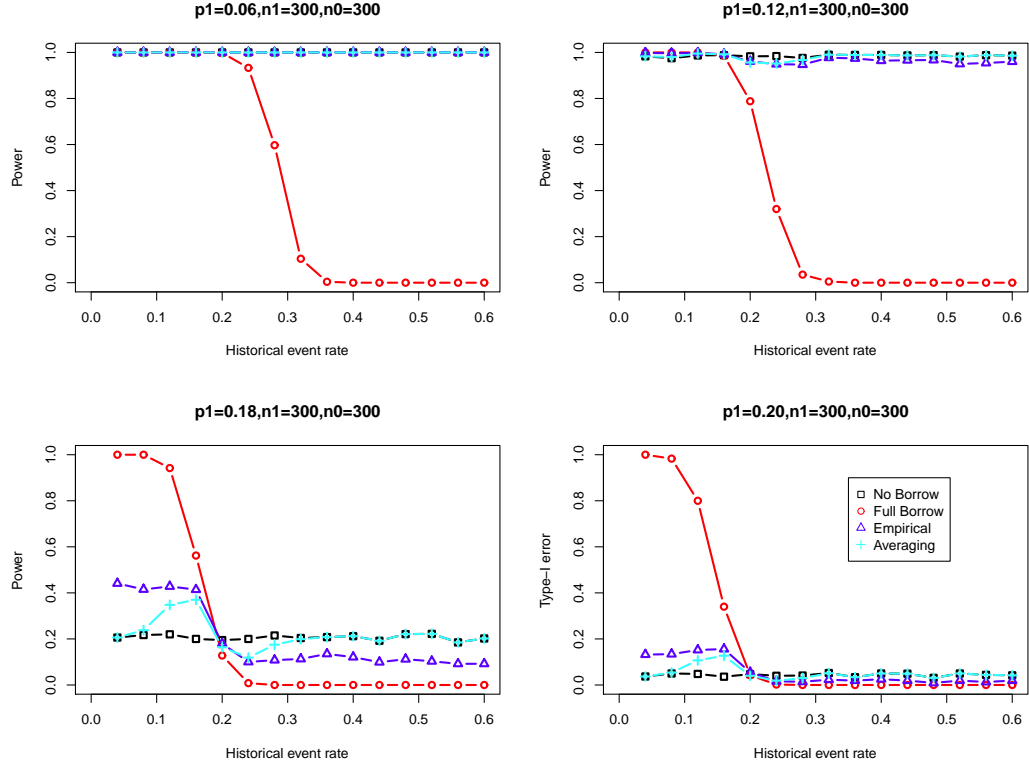 p1=0.06,n1=300,n0=300
Power
0.0 0.2 0.4 0.6 0.8 1.0
0.0 0.1 0.2 0.3 0.4 0.5 0.6
Historical event rate
p1=0.12,n1=300,n0=300
Power
0.0 0.2 0.4 0.6 0.8 1.0
0.0 0.1 0.2 0.3 0.4 0.5 0.6
Historical event rate
p1=0.18,n1=300,n0=300
Power
0.0 0.2 0.4 0.6 0.8 1.0
0.0 0.1 0.2 0.3 0.4 0.5 0.6
Historical event rate
p1=0.20,n1=300,n0=300
Type−I error
0.0 0.2 0.4 0.6 0.8 1.0
No Borrow
Full Borrow
Empirical
Averaging
0.0 0.1 0.2 0.3 0.4 0.5 0.6
Historical event rate